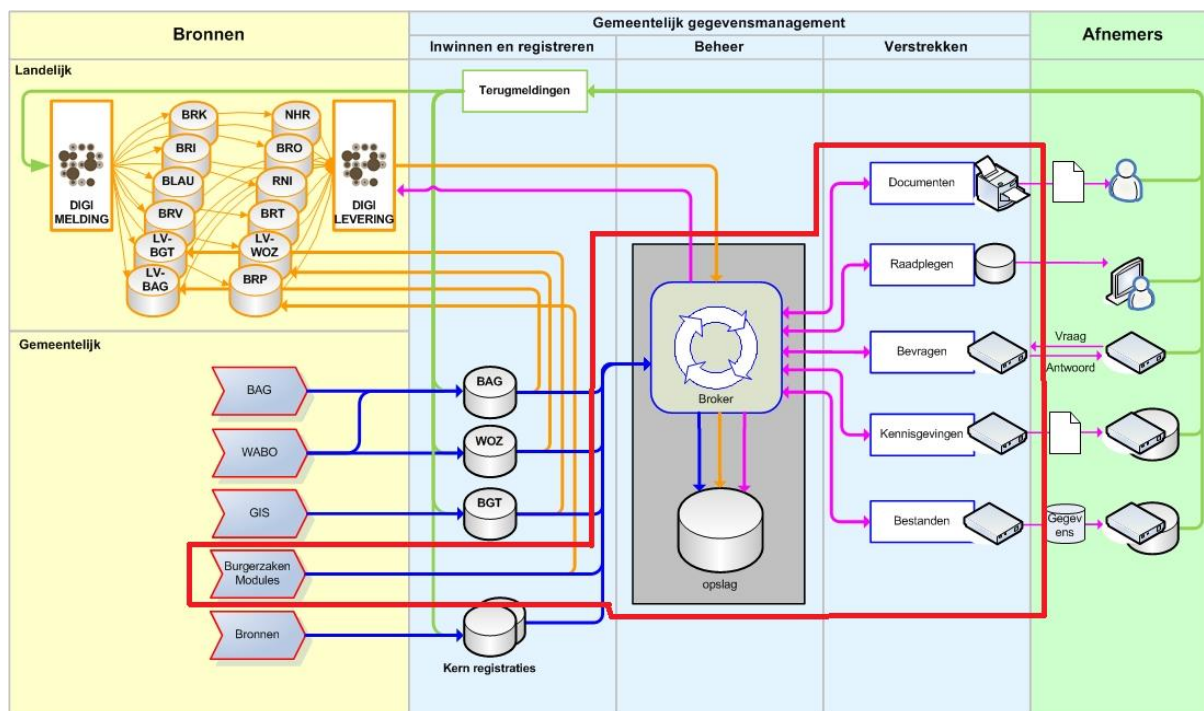 Bronnen
Gemeentelijk gegevensmanagement
Afnemers
Inwinnen en registreren
Beheer
Verstrekken
Landelijk
Terugmeldingen
BRK
NHR
BRI
BRO
BLAU
RNI
DIGI
MELDING
DIGI
LEVERING
BRV
BRT
LV-
BGT
LV-
WOZ
LV-
BAG
BRP
Documenten
Raadplegen
Gemeentelijk
Bevragen
Vraag
Antwoord
BAG
BAG
Broker
WABO
WOZ
Kennisgevingen
GIS
BGT
Bestanden
Gegev
ens
Burgerzaken
Modules
opslag
Bronnen
Kern registraties